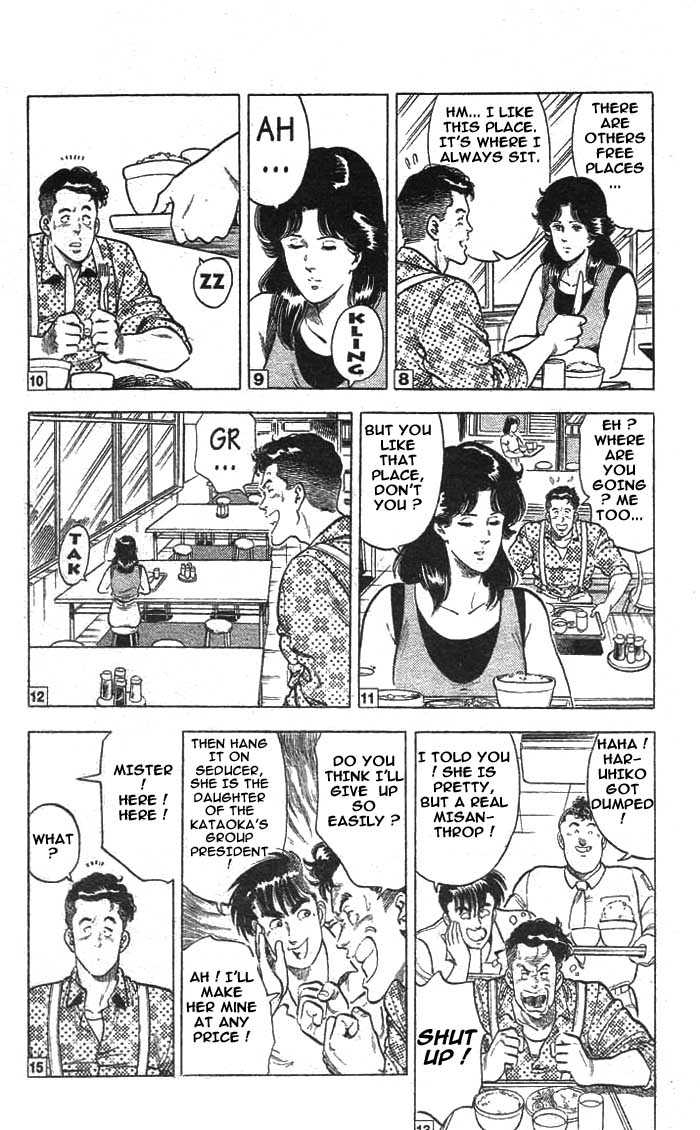 THERE
ARE
OTHERS
FREE
PLACES
...
HM... I LIKE
THIS PLACE.
IT'S WHERE I
ALWAYS SIT.
8
AH
...
KLING
9
ZZ
10
EH ?
WHERE
ARE
YOU
GOING
? ME
TOO...
BUT YOU
LIKE
THAT
PLACE,
DON'T
YOU ?
11
GR
...
TAK
12
HAHA !
HAR-
UHIKO
GOT
DUMPED
!
I TOLD YOU
! SHE IS
PRETTY,
BUT A REAL
MISAN-
THROP !
SHUT
UP !
13
DO YOU
THINK I'LL
GIVE UP
SO
EASILY ?
THEN HANG
IT ON
SEDUCER,
SHE IS THE
DAUGHTER
OF THE
KATAOKA'S
GROUP
PRESIDENT
!
AH ! I'LL
MAKE
HER MINE
AT ANY
PRICE !
MISTER
!
HERE !
HERE !
WHAT
?
15